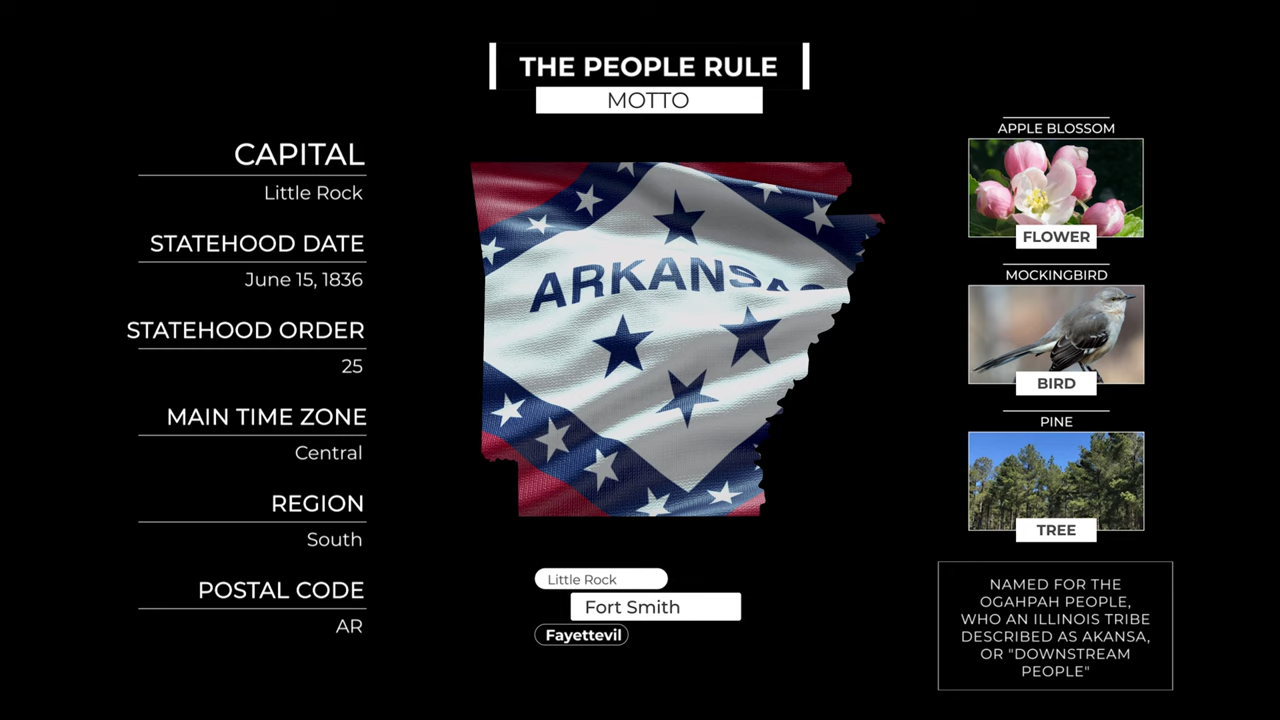 THE PEOPLE RULE
MOTTO
CAPITAL
Little Rock
STATEHOOD DATE
June 15, 1836
STATEHOOD ORDER
25
MAIN TIME ZONE
Central
REGION
South
POSTAL CODE
AR
ARKANSAS
Little Rock
Fort Smith
Fayettevil
APPLE BLOSSOM
FLOWER
MOCKINGBIRD
BIRD
PINE
TREE
NAMED FOR THE
OGAHPAH PEOPLE,
WHO AN ILLINOIS TRIBE
DESCRIBED AS AKANSA,
OR "DOWNSTREAM
PEOPLE"